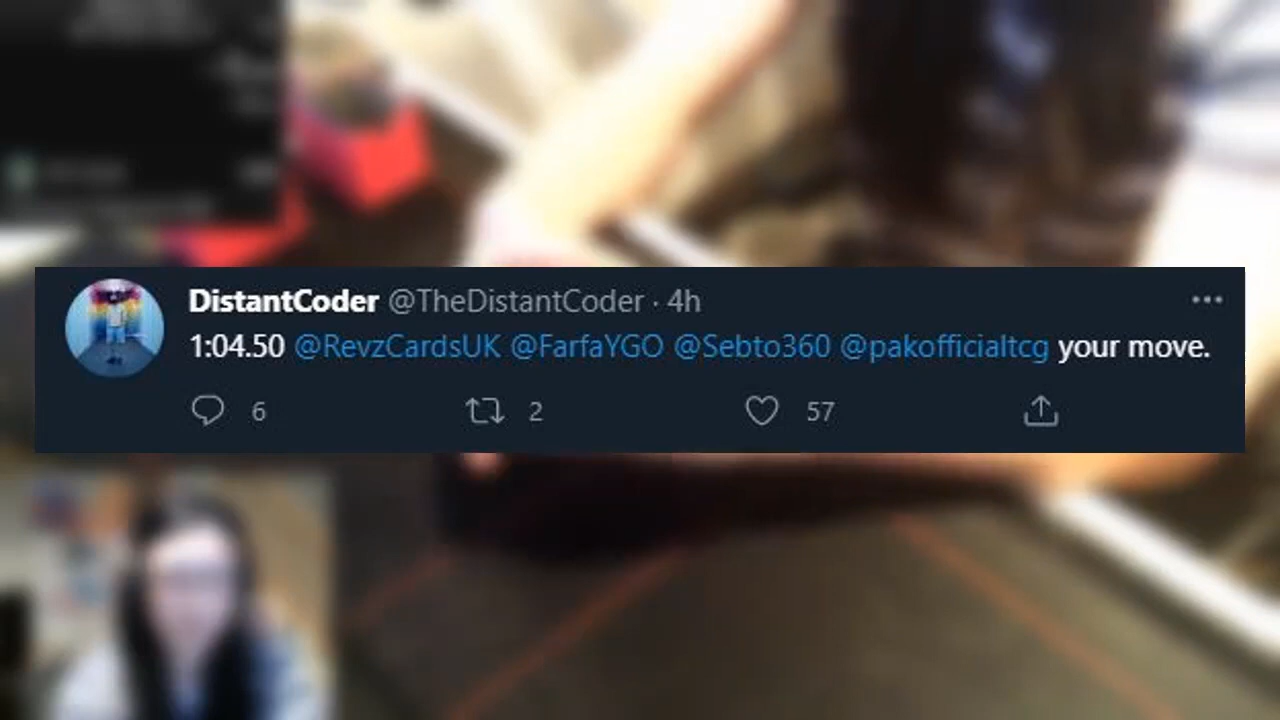 DistantCoder @TheDistantCoder · 4h
1:04.50 @RevzCardsUK @FarfaYGO @Sebto360 @pakofficialtcg your move.
6 2 57